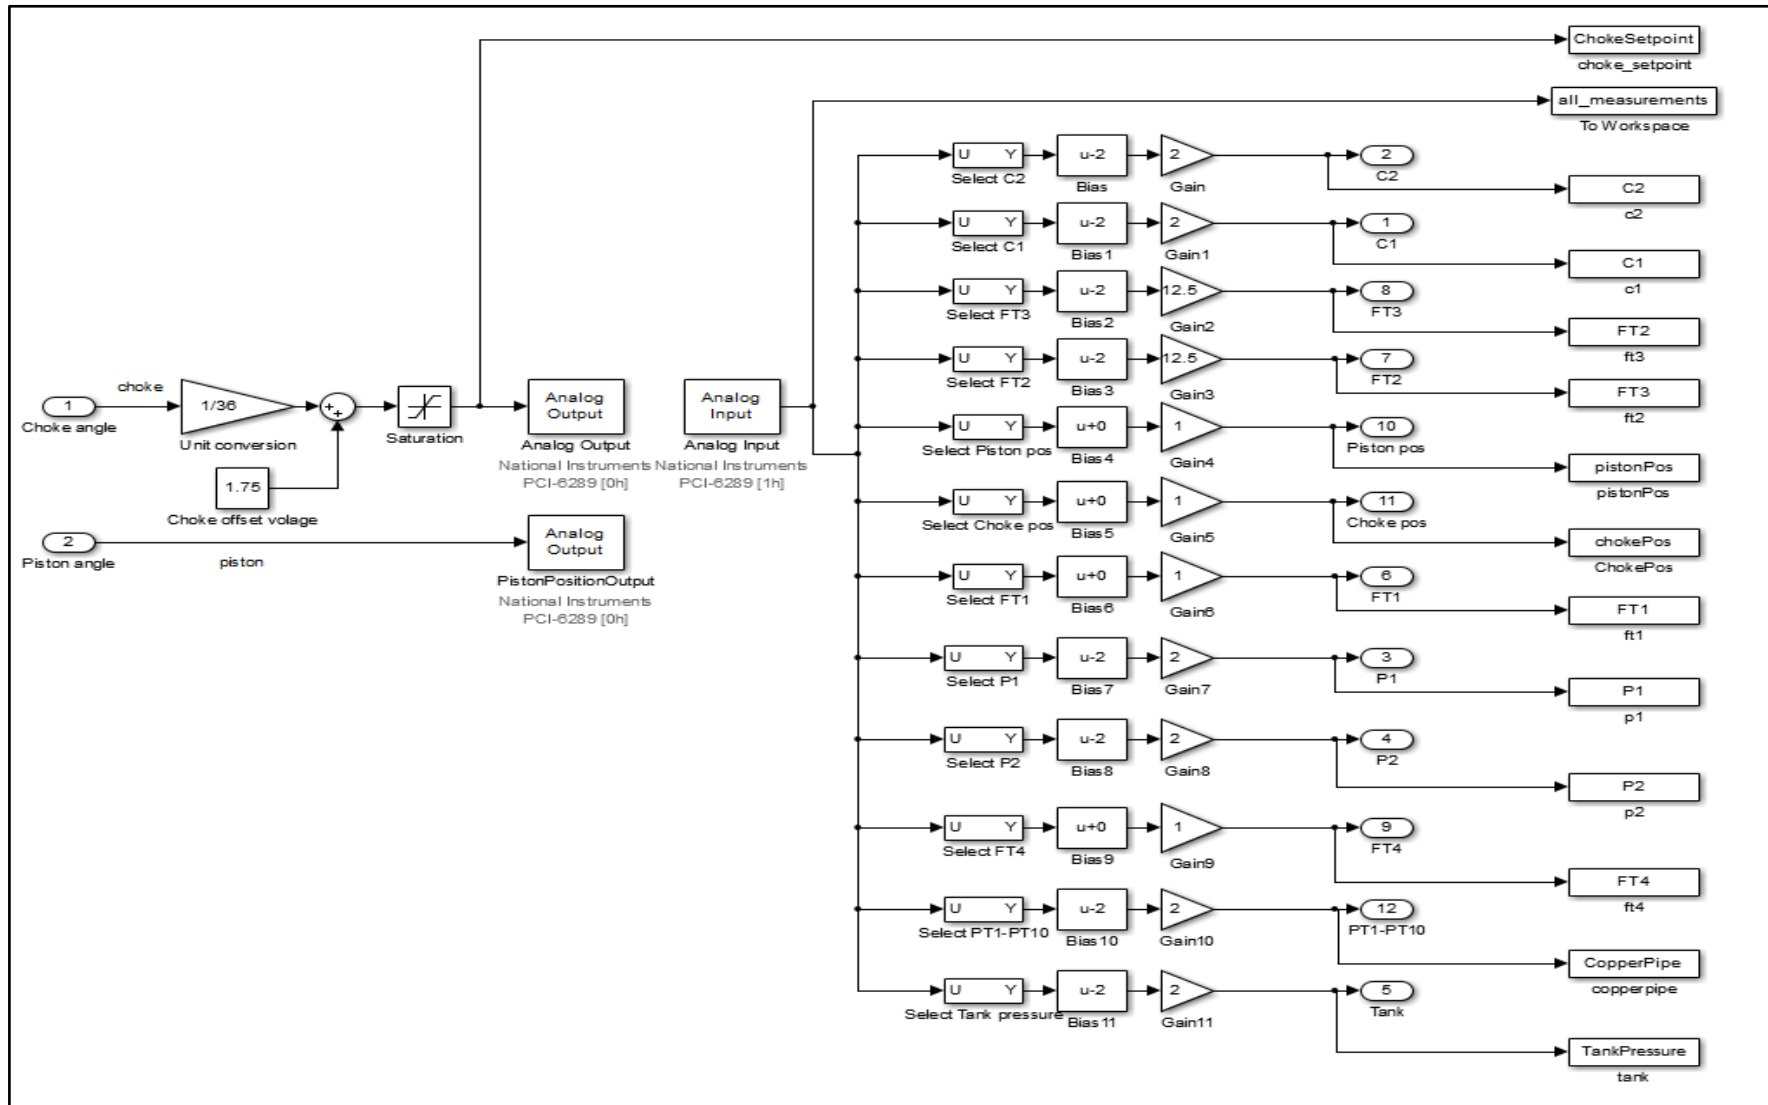 ChokeSetpoint
choke_setpoint
all_measurements
To Workspace
U Y
Select C2
u-2
Bias
2
Gain
2
C2
C2
c2
U Y
Select C1
u-2
Bias1
2
Gain1
1
C1
C1
c1
U Y
Select FT3
u-2
Bias2
12.5
Gain2
8
FT3
FT2
ft3
U Y
Select FT2
u-2
Bias3
12.5
Gain3
7
FT2
FT3
ft2
choke
1
Choke angle
1/36
Unit conversion
Saturation
Analog
Output
Analog Output
National Instruments
PCI-6289 [0h]
Analog
Input
Analog Input
National Instruments
PCI-6289 [1h]
1.75
Choke offset volage
2
Piston angle
piston
Analog
Output
PistonPositionOutput
National Instruments
PCI-6289 [0h]
U Y
Select Piston pos
u+0
Bias4
1
Gain4
10
Piston pos
pistonPos
pistonPos
U Y
Select Choke pos
u+0
Bias5
1
Gain5
11
Choke pos
chokePos
ChokePos
U Y
Select FT1
u+0
Bias6
1
Gain6
6
FT1
FT1
ft1
U Y
Select P1
u-2
Bias7
2
Gain7
3
P1
P1
p1
U Y
Select P2
u-2
Bias8
2
Gain8
4
P2
P2
p2
U Y
Select FT4
u+0
Bias9
1
Gain9
9
FT4
FT4
ft4
U Y
Select PT1-PT10
u-2
Bias10
2
Gain10
12
PT1-PT10
CopperPipe
copperpipe
U Y
Select Tank pressure
u-2
Bias11
2
Gain11
5
Tank
TankPressure
tank